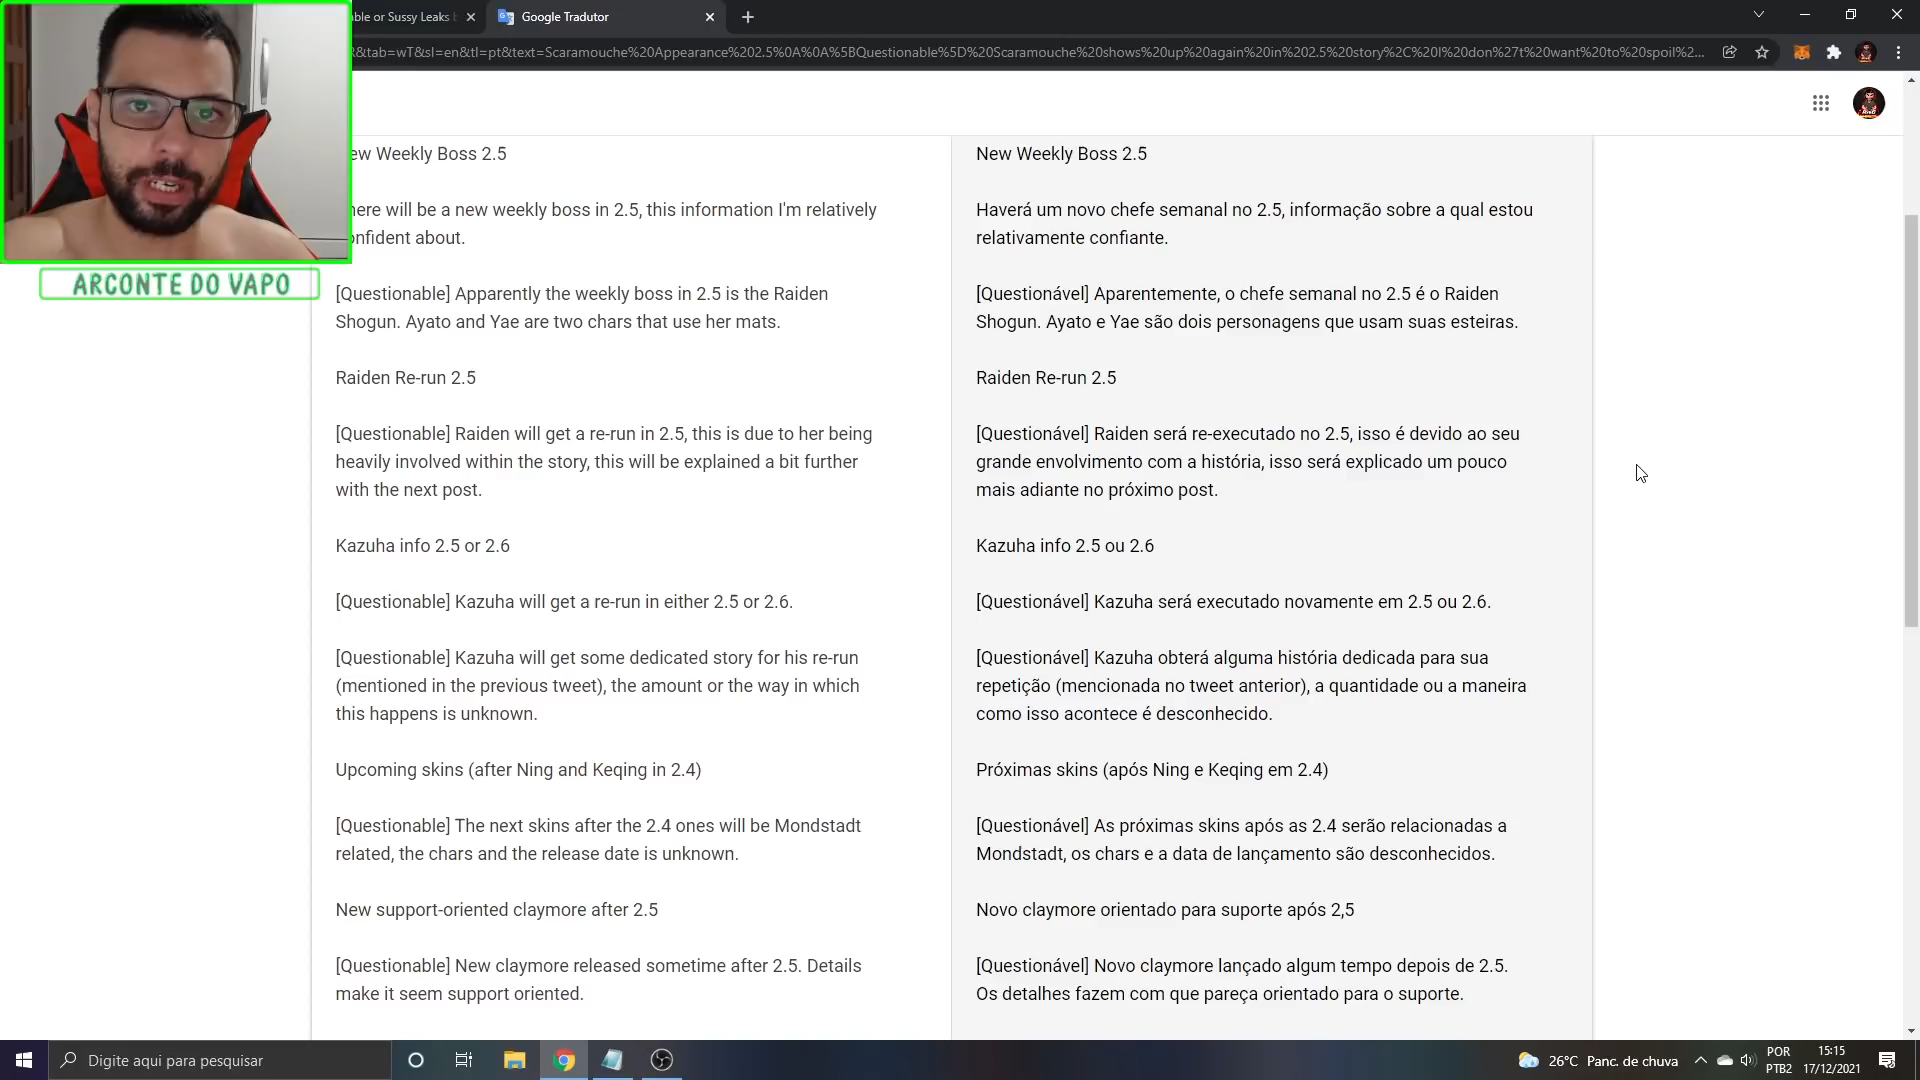 ble or Sussy Leaks
Google Tradutor
R&tab=wT&sl=en&tl=pt&text=Scaramouche%20Appearance%202.5%0A%0A%5BQuestionable%5D%20Scaramouche%20shows%20up%20again%20in%202.5%20story%2C%20I%20don%27t%20want%20to%20spoil%2...
ARCONTE DO VAPO
ew Weekly Boss 2.5
here will be a new weekly boss in 2.5, this information I'm relatively
onfident about.
[Questionable] Apparently the weekly boss in 2.5 is the Raiden
Shogun. Ayato and Yae are two chars that use her mats.
Raiden Re-run 2.5
[Questionable] Raiden will get a re-run in 2.5, this is due to her being
heavily involved within the story, this will be explained a bit further
with the next post.
Kazuha info 2.5 or 2.6
[Questionable] Kazuha will get a re-run in either 2.5 or 2.6.
[Questionable] Kazuha will get some dedicated story for his re-run
(mentioned in the previous tweet), the amount or the way in which
this happens is unknown.
Upcoming skins (after Ning and Keqing in 2.4)
[Questionable] The next skins after the 2.4 ones will be Mondstadt
related, the chars and the release date is unknown.
New support-oriented claymore after 2.5
[Questionable] New claymore released sometime after 2.5. Details
make it seem support oriented.
New Weekly Boss 2.5
Haverá um novo chefe semanal no 2.5, informação sobre a qual estou
relativamente confiante.
[Questionável] Aparentemente, o chefe semanal no 2.5 é o Raiden
Shogun. Ayato e Yae são dois personagens que usam suas esteiras.
Raiden Re-run 2.5
[Questionável] Raiden será re-executado no 2.5, isso é devido ao seu
grande envolvimento com a história, isso será explicado um pouco
mais adiante no próximo post.
Kazuha info 2.5 ou 2.6
[Questionável] Kazuha será executado novamente em 2.5 ou 2.6.
[Questionável] Kazuha obterá alguma história dedicada para sua
repetição (mencionada no tweet anterior), a quantidade ou a maneira
como isso acontece é desconhecido.
Próximas skins (após Ning e Keqing em 2.4)
[Questionável] As próximas skins após as 2.4 serão relacionadas a
Mondstadt, os chars e a data de lançamento são desconhecidos.
Novo claymore orientado para suporte após 2,5
[Questionável] Novo claymore lançado algum tempo depois de 2.5.
Os detalhes fazem com que pareça orientado para o suporte.
Digite aqui para pesquisar
26°C Panc. de chuva
POR
PTB2
15:15
17/12/2021